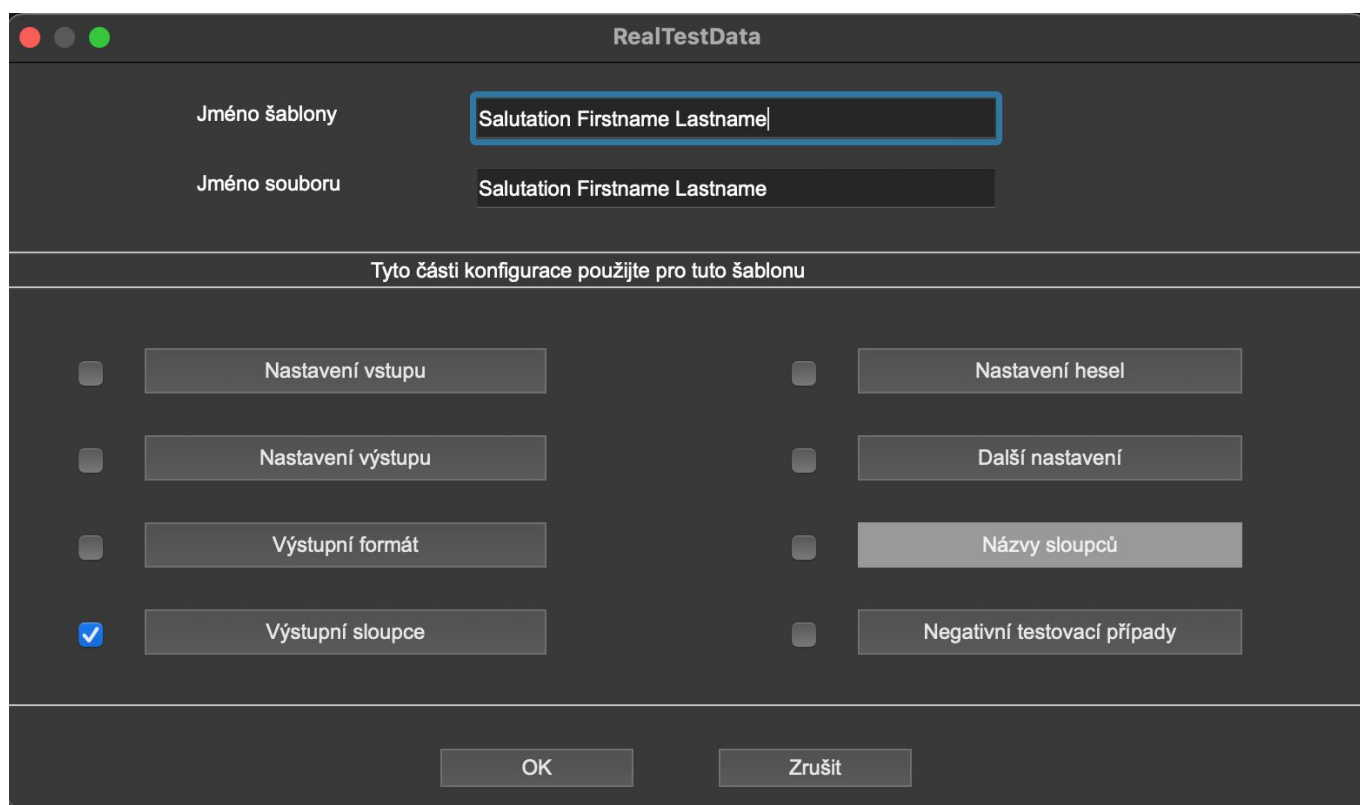 RealTestData
Jméno šablony
Salutation Firstname Lastname
Jméno souboru
Salutation Firstname Lastname
Tyto části konfigurace použijte pro tuto šablonu
Nastavení vstupu
Nastavení hesel
Nastavení výstupu
Další nastavení
Výstupní formát
Názvy sloupců
Výstupní sloupce
Negativní testovací případy
OK
Zrušit